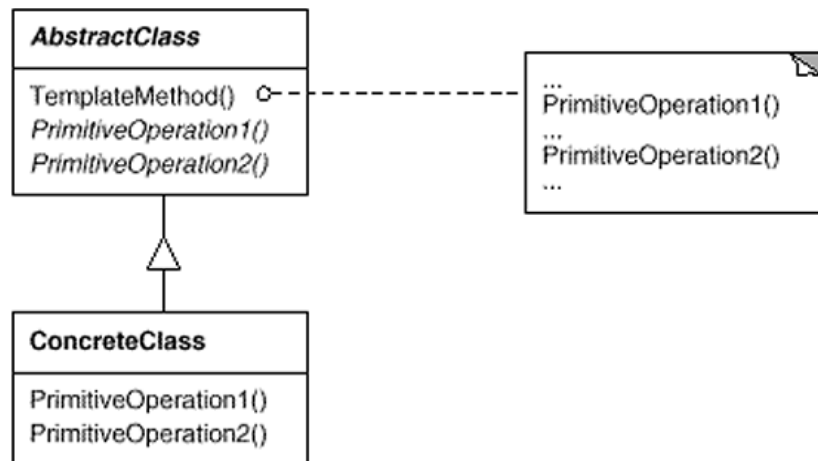 AbstractClass
TemplateMethod()
PrimitiveOperation1()
PrimitiveOperation2()
...
PrimitiveOperation1()
...
PrimitiveOperation2()
...
ConcreteClass
PrimitiveOperation1()
PrimitiveOperation2()